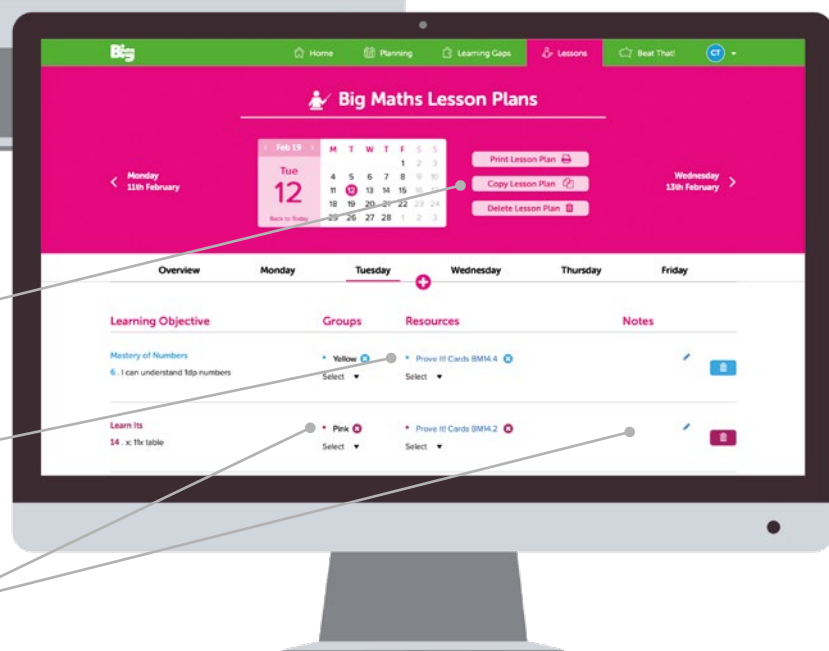 Big
Home
Planning
Learning Gaps
Lessons
Beat That!
CT
Big Maths Lesson Plans
Monday
11th February
Feb 19
Tue
12
Back to Today
M T W T F S S
1 2 3
4 5 6 7 8 9 10
11 12 13 14 15 16 17
18 19 20 21 22 23 24
25 26 27 28 1 2 3
Print Lesson Plan
Copy Lesson Plan
Delete Lesson Plan
Wednesday
13th February
Overview Monday Tuesday Wednesday Thursday Friday
Learning Objective Groups Resources Notes
Mastery of Numbers
6 . I can understand 1dp numbers
Yellow
Select
Prove It! Cards BM14.4
Select
Learn Its
14 . x: 11x table
Pink
Select
Prove It! Cards BM14.2
Select